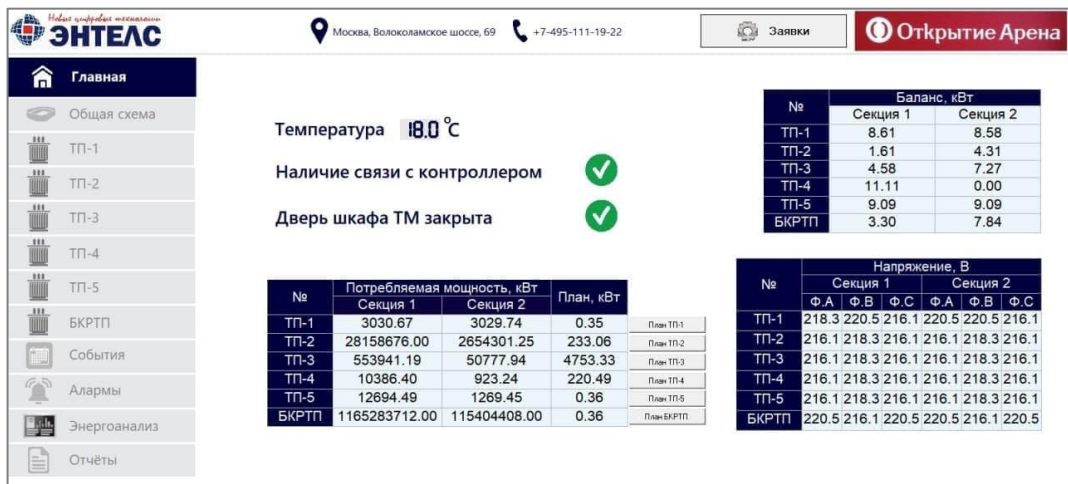 Новые цифровые технологии
ЭНТЕЛС
Москва, Волоколамское шоссе, 69 +7-495-111-19-22 Заявки Открытие Арена
Главная
Общая схема
ТП-1
ТП-2
ТП-3
ТП-4
ТП-5
БКРТП
События
Алармы
Энергоанализ
Отчёты
Температура 18.0 °C
Наличие связи с контроллером
Дверь шкафа ТМ закрыта
№ Баланс, кВт
Секция 1 Секция 2
ТП-1 8.61 8.58
ТП-2 1.61 4.31
ТП-3 4.58 7.27
ТП-4 11.11 0.00
ТП-5 9.09 9.09
БКРТП 3.30 7.84
№ Потребляемая мощность, кВт План, кВт
Секция 1 Секция 2
ТП-1 3030.67 3029.74 0.35 План ТП-1
ТП-2 28158676.00 2654301.25 233.06 План ТП-2
ТП-3 553941.19 50777.94 4753.33 План ТП-3
ТП-4 10386.40 923.24 220.49 План ТП-4
ТП-5 12694.49 1269.45 0.36 План ТП-5
БКРТП 1165283712.00 115404408.00 0.36 План БКРТП
№ Напряжение, В
Секция 1 Секция 2
Ф.А Ф.В Ф.С Ф.А Ф.В Ф.С
ТП-1 218.3 220.5 216.1 220.5 220.5 216.1
ТП-2 216.1 218.3 216.1 216.1 218.3 216.1
ТП-3 216.1 218.3 216.1 216.1 218.3 216.1
ТП-4 216.1 218.3 216.1 216.1 218.3 216.1
ТП-5 216.1 218.3 216.1 216.1 218.3 216.1
БКРТП 220.5 216.1 220.5 220.5 216.1 220.5